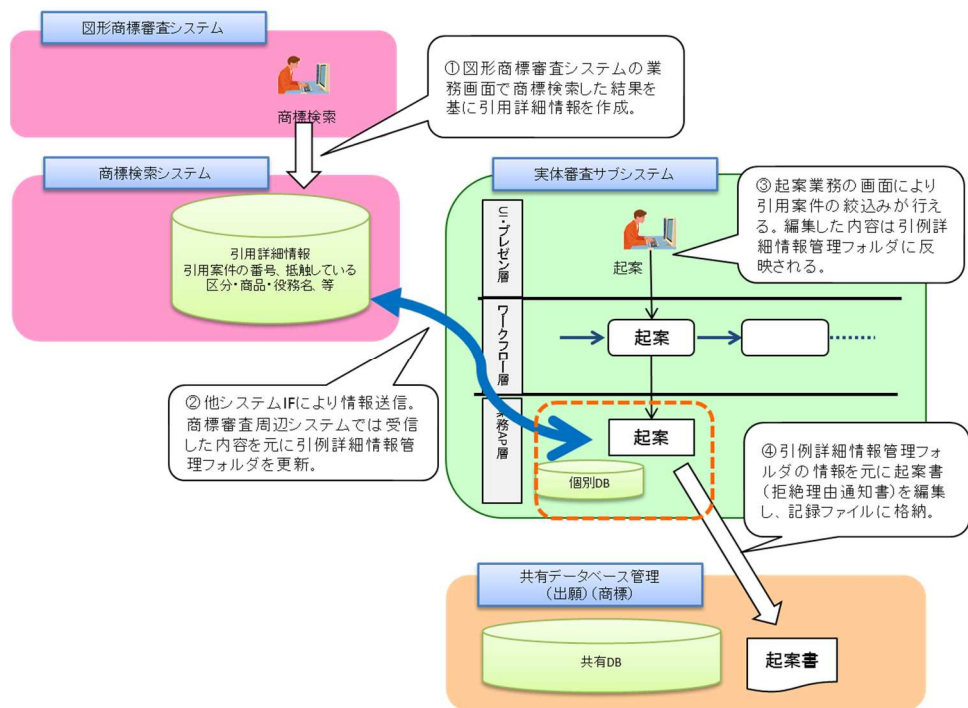 図形商標審査システム
商標検索
①図形商標審査システムの業
務画面で商標検索した結果を
基に引用詳細情報を作成。
商標検索システム
引用詳細情報
引用案件の番号、抵触している
区分・商品・役務名、等
実体審査サブシステム
UI・プレゼン層
起案
③起案業務の画面により
引用案件の絞込みが行え
る。編集した内容は引例詳
細情報管理フォルダに反
映される。
ワークフロー層
起案
②他システムIFにより情報送信。
商標審査周辺システムでは受信
した内容を元に引例詳細情報管
理フォルダを更新。
業務AP層
起案
個別DB
④引例詳細情報管理フォ
ルダの情報を元に起案書
(拒絶理由通知書)を編集
し、記録ファイルに格納。
共有データベース管理
(出願)(商標)
共有DB
起案書